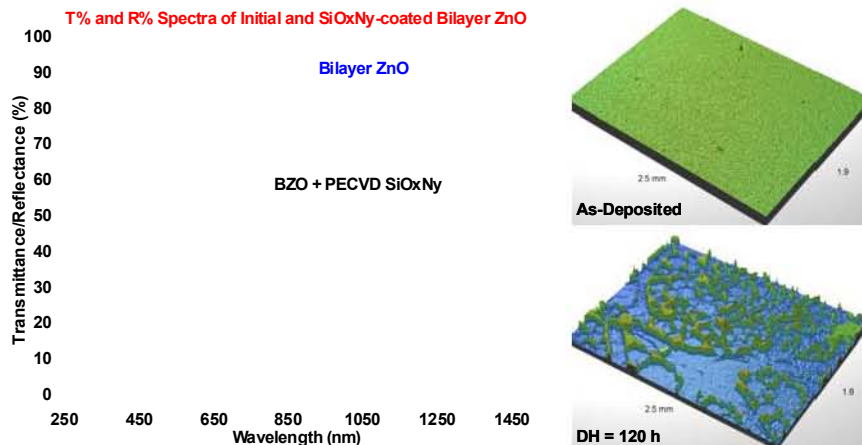 T% and R% Spectra of Initial and SiOxNy-coated Bilayer ZnO
Transmittance/Reflectance (%)
100
90
80
70
60
50
40
30
20
10
0
Bilayer ZnO
BZO + PECVD SiOxNy
250 450 650 850 1050 1250 1450
Wavelength (nm)
2.5 mm
1.9
As-Deposited
2.5 mm
1.9
DH = 120 h